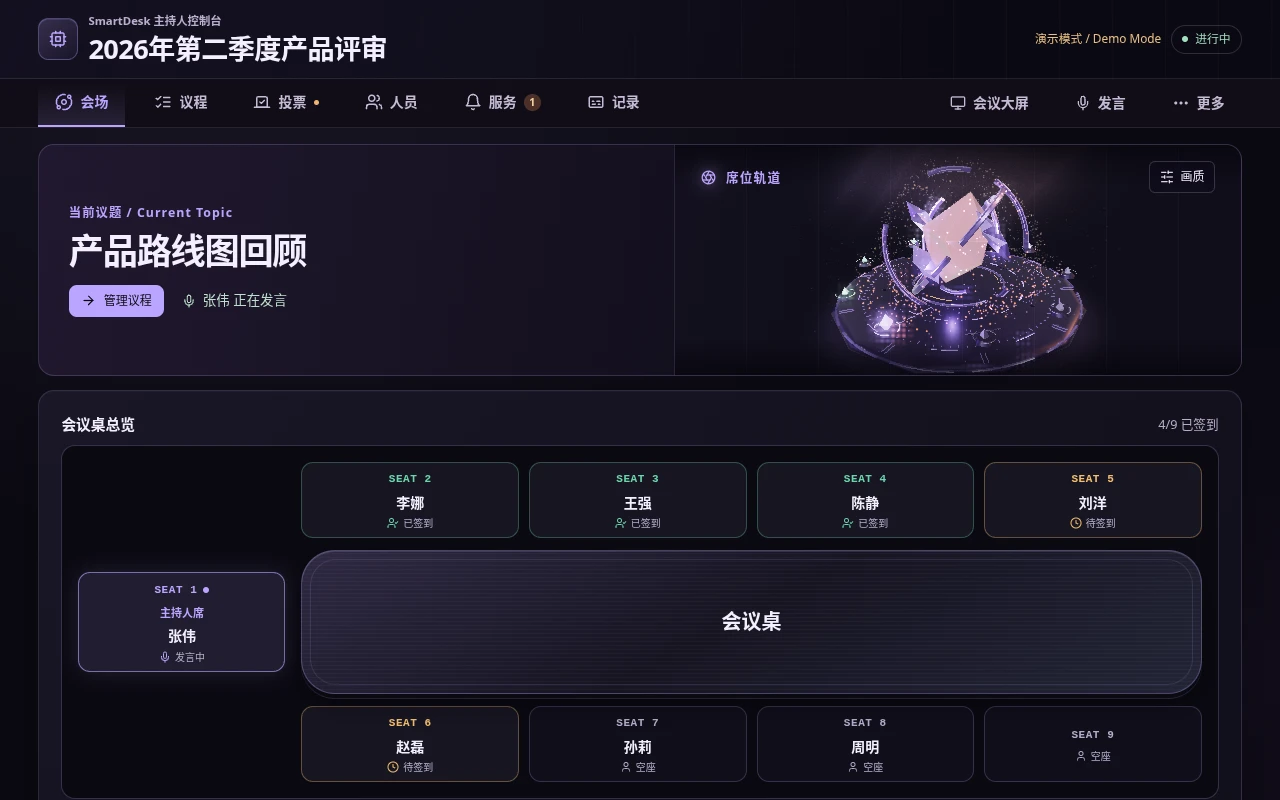 SmartDesk 主持人控制台
2026年第二季度产品评审
演示模式 / Demo Mode
进行中
会场
议程
投票
人员
服务 1
记录
会议大屏
发言
更多
当前议题 / Current Topic
产品路线图回顾
管理议程
张伟 正在发言
席位轨道
画质
会议桌总览
4/9 已签到
SEAT 2
李娜
已签到
SEAT 3
王强
已签到
SEAT 4
陈静
已签到
SEAT 5
刘洋
待签到
SEAT 1
主持人席
张伟
发言中
会议桌
SEAT 6
赵磊
待签到
SEAT 7
孙莉
空座
SEAT 8
周明
空座
SEAT 9
空座